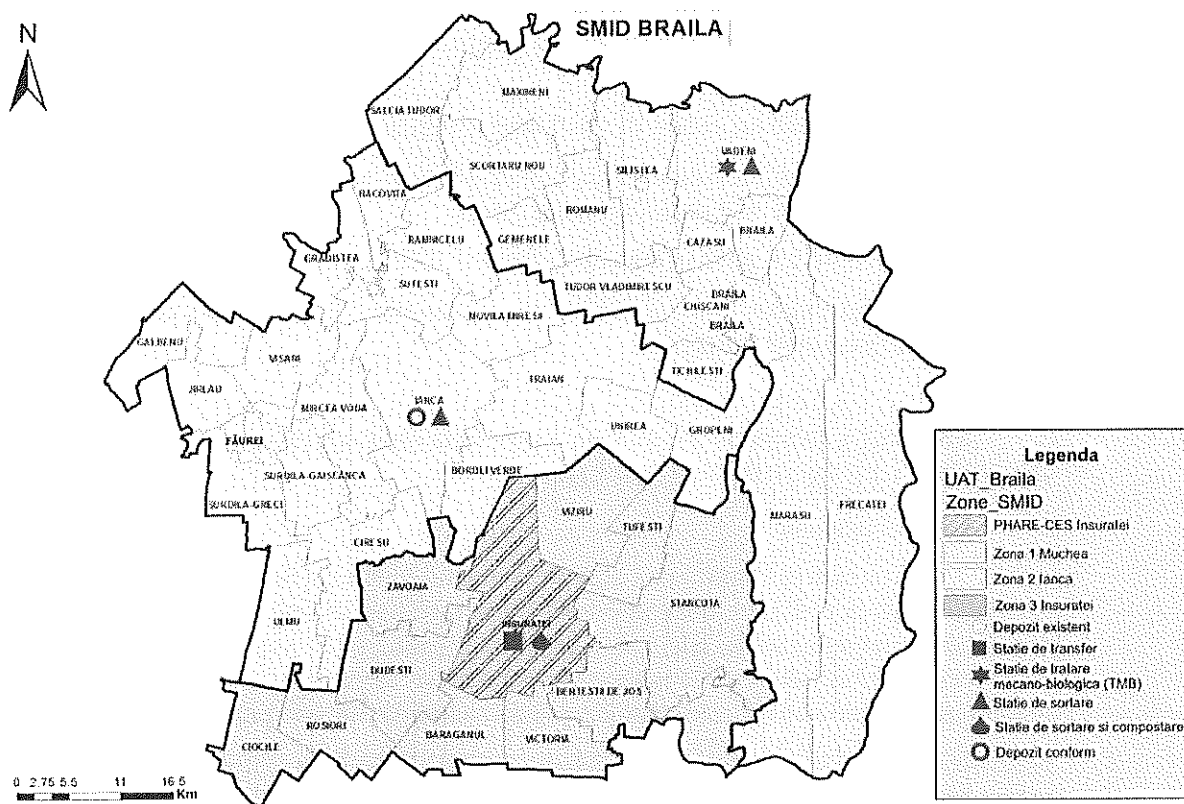 SMID BRAILA
N
MAXINENI
SALCIA TUDOR
VADENI
SCORTARU NOU
SILISTEA
RACOVITA
ROMANU
BRAILA
RAMNICELU
GEMENELE
CAZASU
GRADISTEA
SUTESTI
TUDOR VLADIMIRESCU
BRAILA
CHISCANI
MOVILA MIRESII
BRAILA
GALBENU
VISANI
TICHILESTI
TRAIAN
JIRLAU
MIRCEA VODA
IANCA
UNIREA
GROPENI
FĂUREI
SURDILA-GAISEANCA
BORDEI VERDE
SURDILA-GRECI
VIZIRU
TUFESTI
MARASU
FRECATEI
CIRESU
ZAVOAIA
STANCUTA
ULMU
INSURATEI
DUDESTI
BERTESTII DE JOS
ROSIORI
CIOCILE
BARAGANUL
VICTORIA
0 2.75 5.5 11 16.5
Km
Legenda
UAT_Braila
Zone_SMID
PHARE-CES Insuratei
Zona 1 Muchea
Zona 2 Ianca
Zona 3 Insuratei
Depozit existent
Statie de transfer
Statie de tratare
mecano-biologica (TMB)
Statie de sortare
Statie de sortare si compostare
Depozit conform